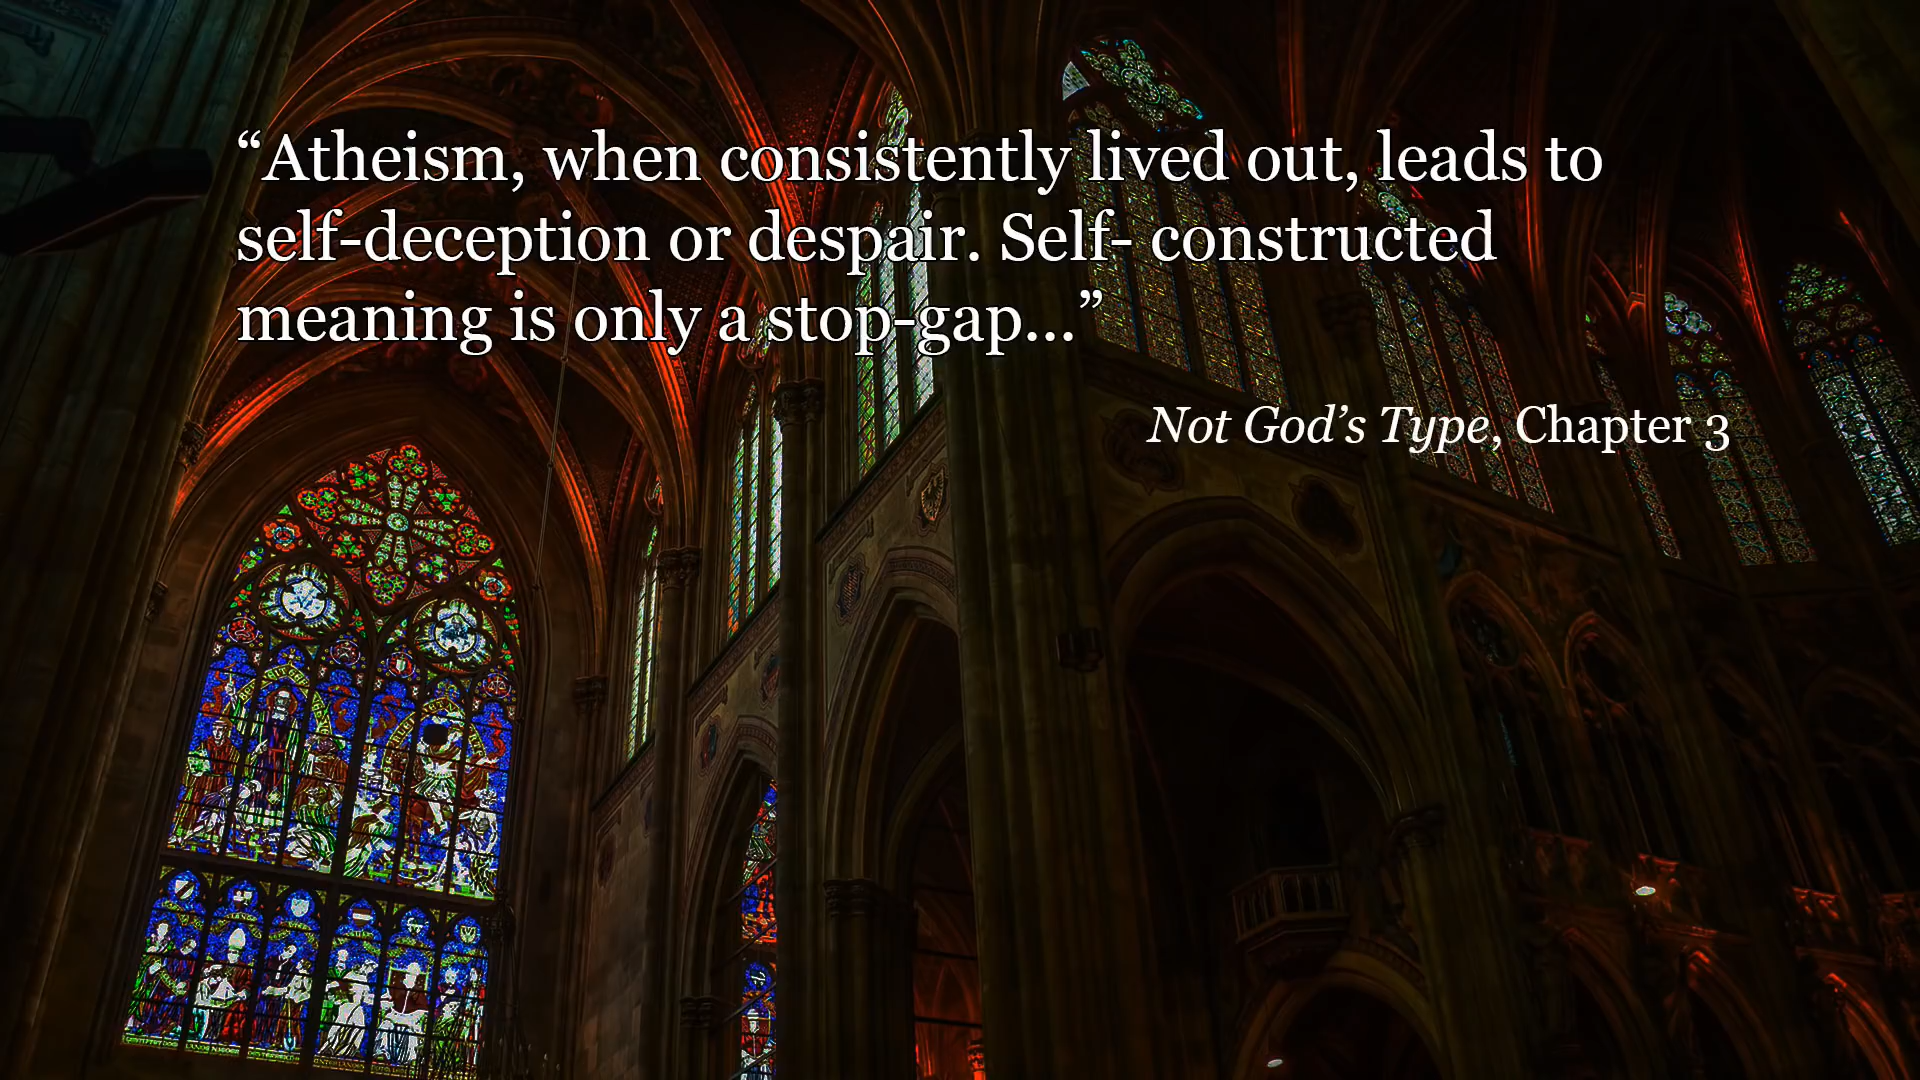 “Atheism, when consistently lived out, leads to
self-deception or despair. Self- constructed
meaning is only a stop-gap...”
Not God’s Type, Chapter 3